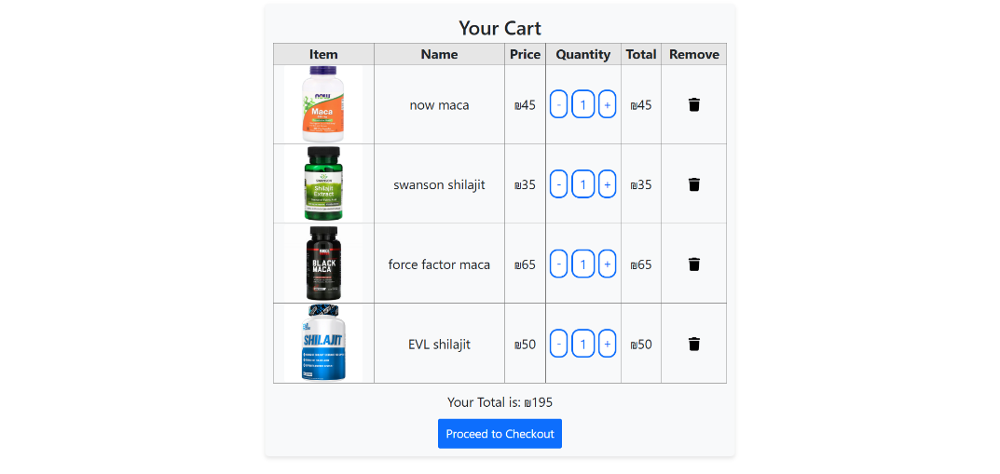 Your Cart
Item Name Price Quantity Total Remove
now
Maca
now maca ₪45 - 1 + ₪45
SWANSON
Shilajit
Extract
swanson shilajit ₪35 - 1 + ₪35
FORCE
BLACK
MACA
force factor maca ₪65 - 1 + ₪65
SHILAJIT
EVL shilajit ₪50 - 1 + ₪50
Your Total is: ₪195
Proceed to Checkout